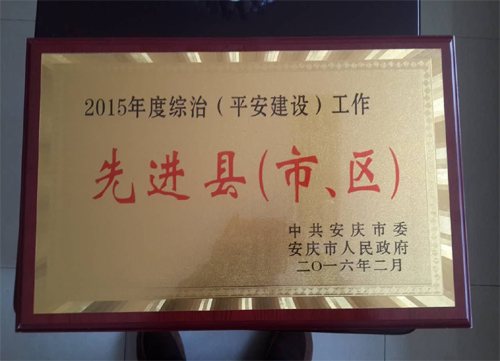 2015年度综治（平安建设）工作
先进县(市、区)
中共安庆市委
安庆市人民政府
二〇一六年二月